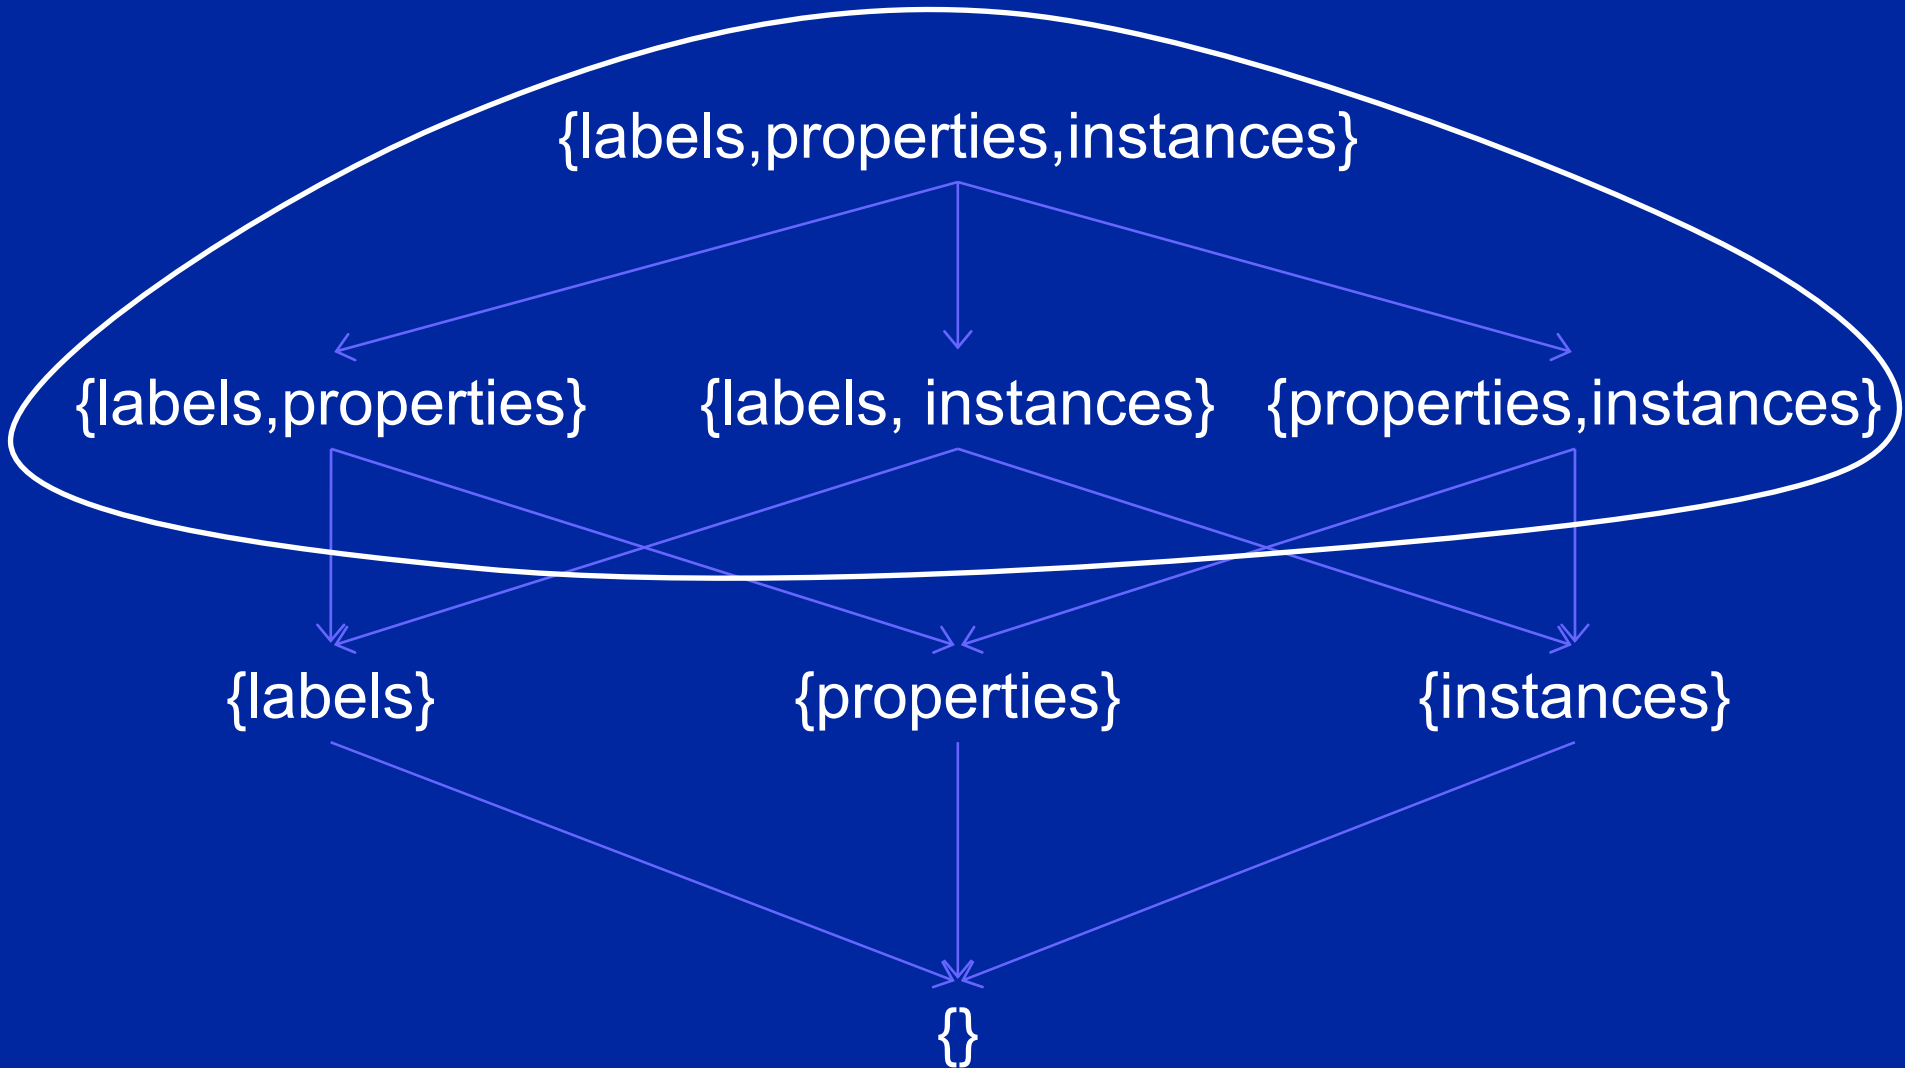 {labels,properties,instances}
{labels,properties} {labels, instances} {properties,instances}
{labels} {properties} {instances}
{}